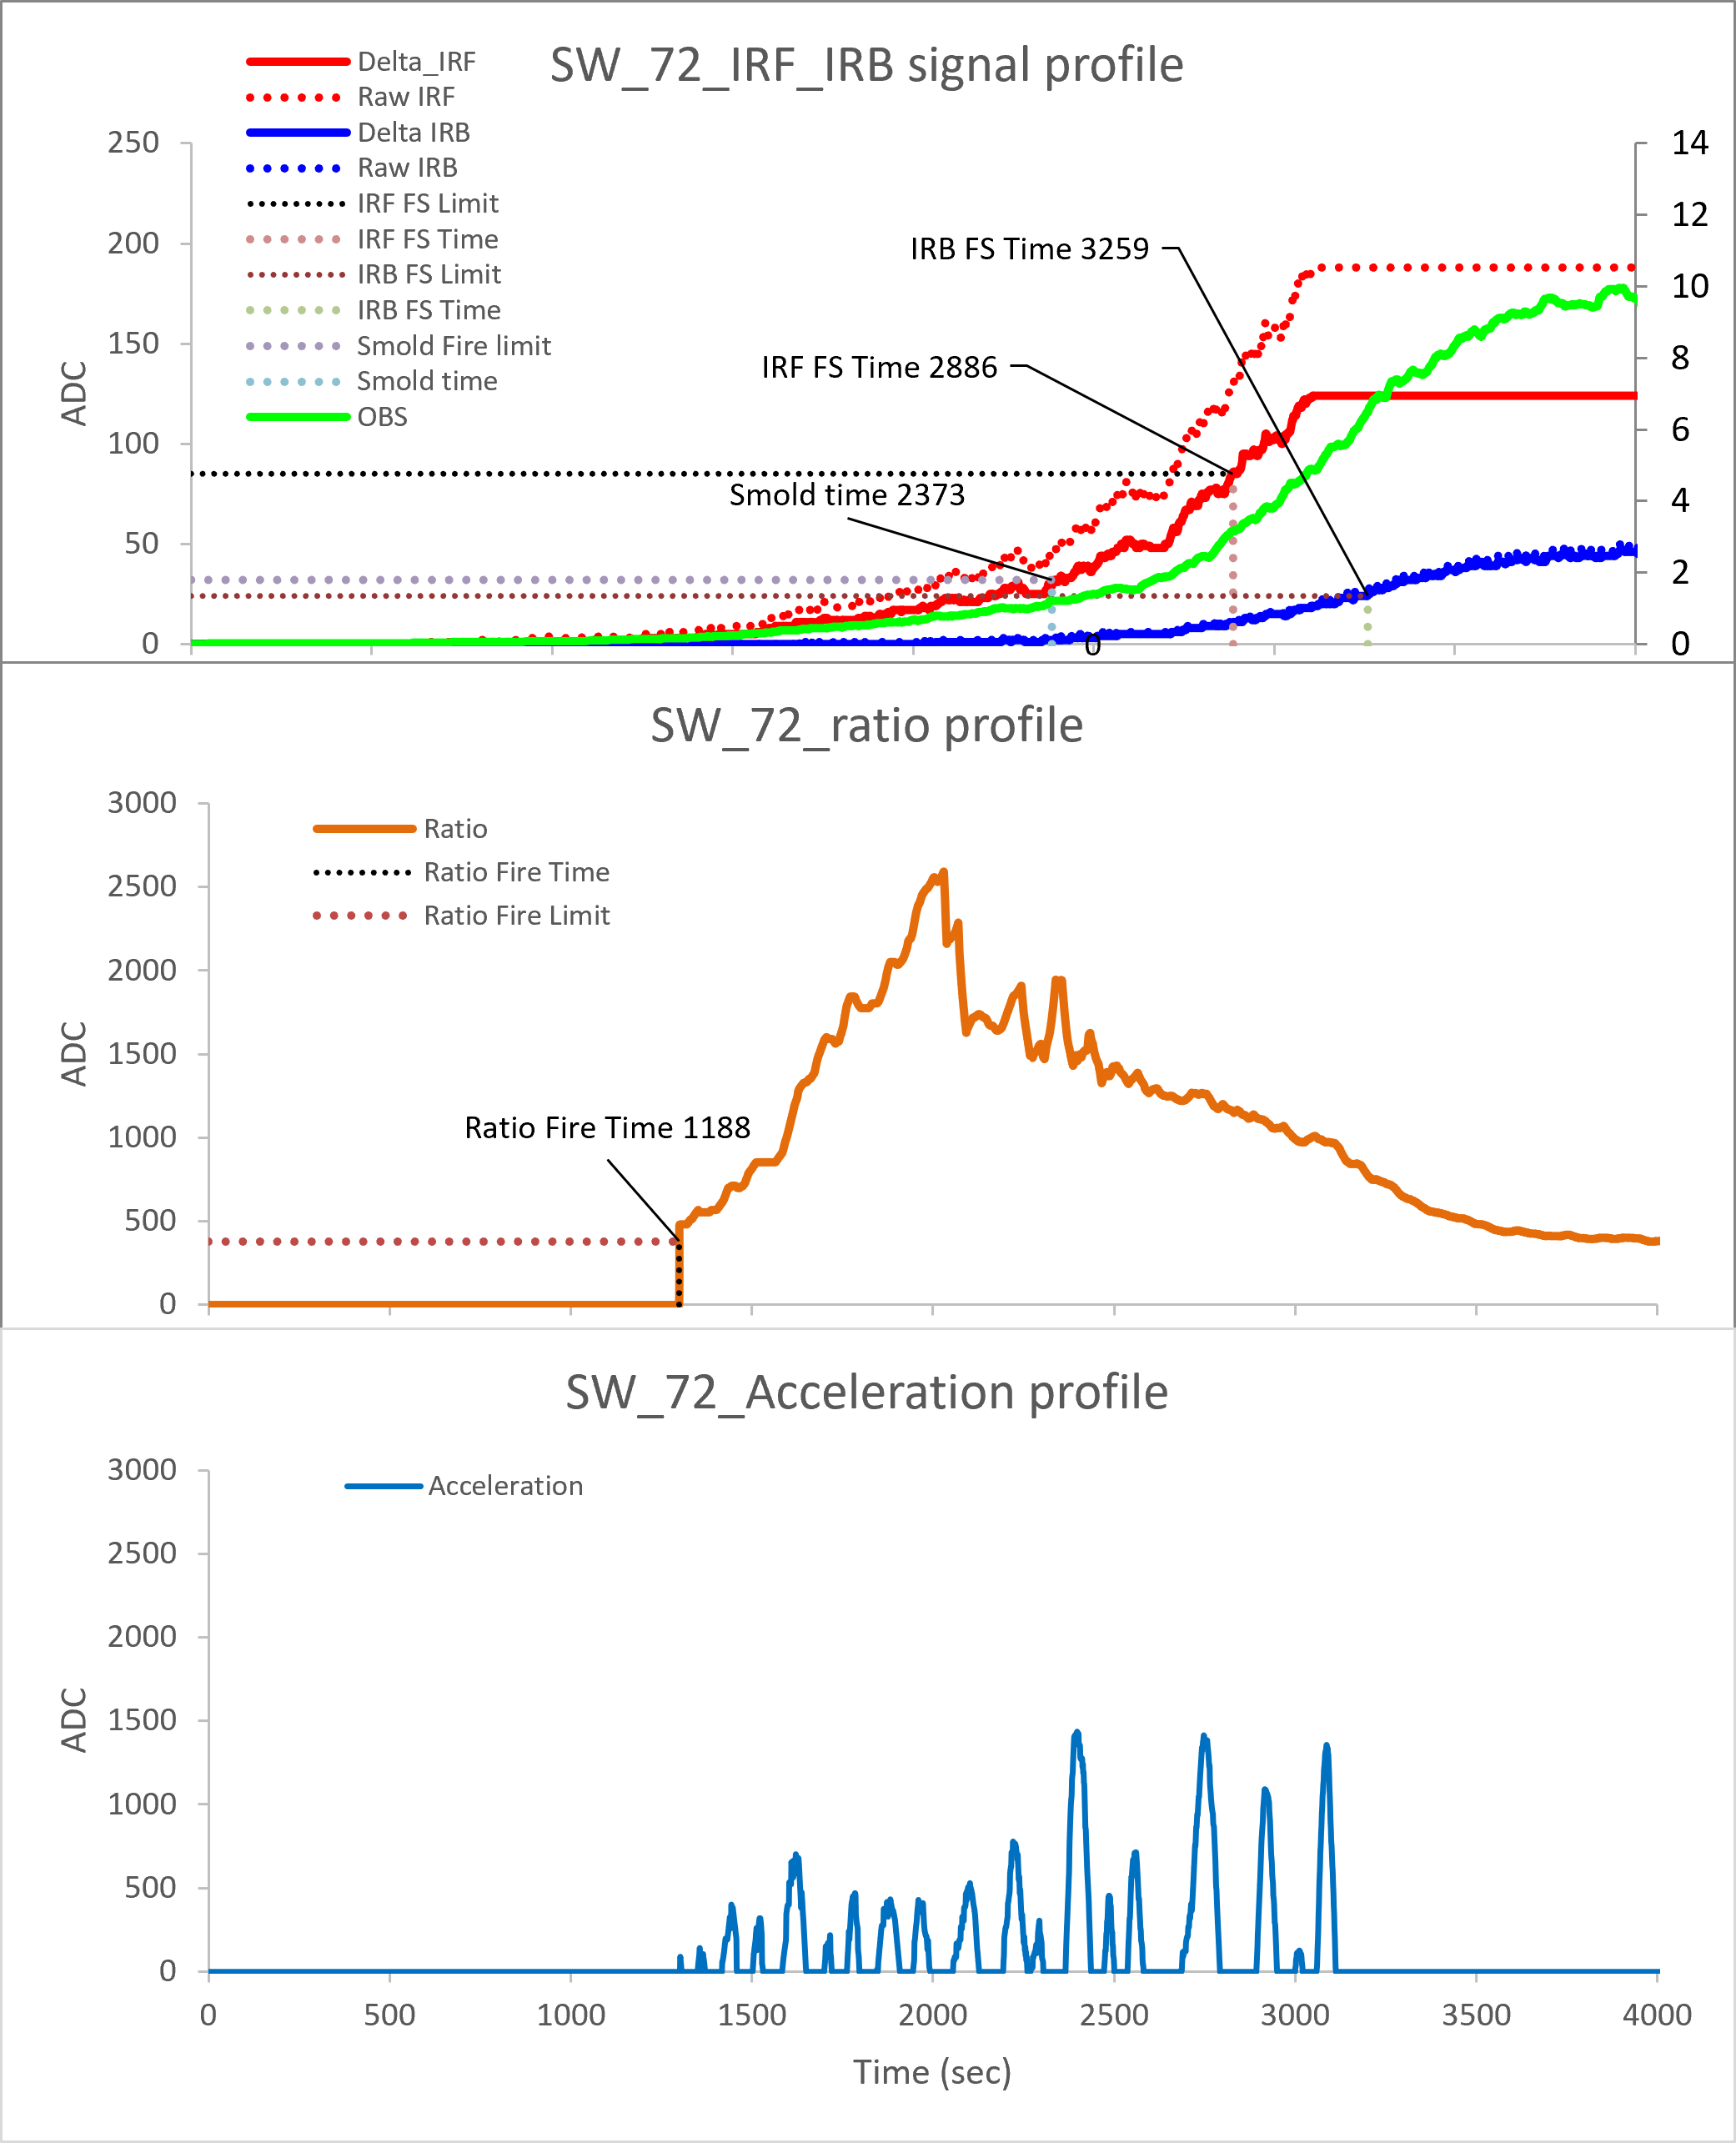 SW_72_IRF_IRB signal profile
Delta_IRF
Raw IRF
Delta IRB
Raw IRB
IRF FS Limit
IRF FS Time
IRB FS Limit
IRB FS Time
Smold Fire limit
Smold time
OBS
ADC
250
200
150
100
50
0
14
12
10
8
6
4
2
0
IRB FS Time 3259
IRF FS Time 2886
Smold time 2373
0
SW_72_ratio profile
ADC
3000
2500
2000
1500
1000
500
0
Ratio
Ratio Fire Time
Ratio Fire Limit
Ratio Fire Time 1188
SW_72_Acceleration profile
ADC
3000
2500
2000
1500
1000
500
0
Acceleration
0 500 1000 1500 2000 2500 3000 3500 4000
Time (sec)